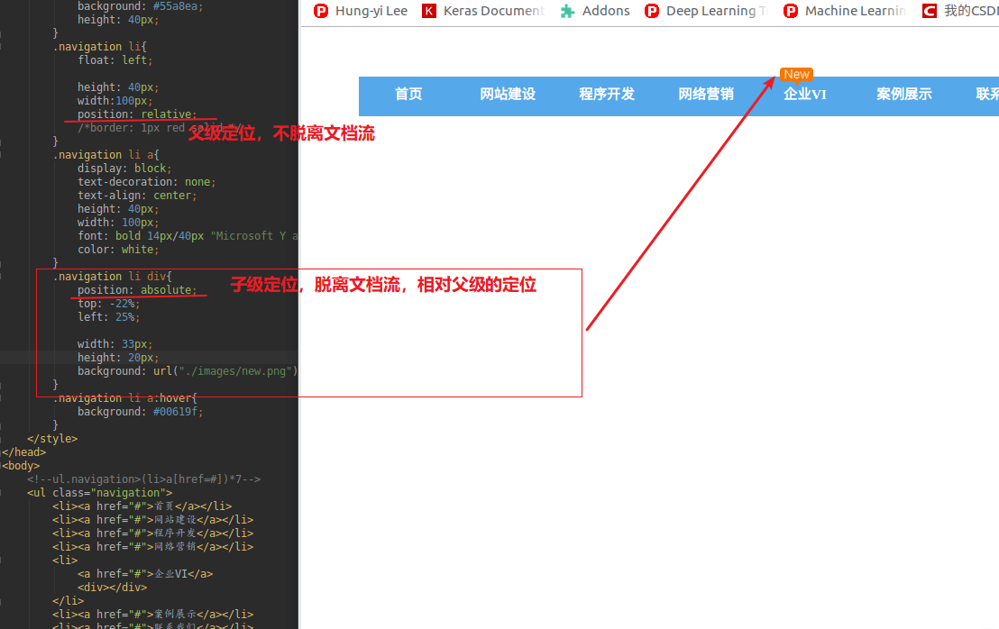 background: #55a8ea;
height: 40px;
}
.navigation li{
float: left;
height: 40px;
width:100px;
position: relative;
/*border: 1px red solid;*/
}
.navigation li a{
display: block;
text-decoration: none;
text-align: center;
height: 40px;
width: 100px;
font: bold 14px/40px "Microsoft Y a
color: white;
}
.navigation li div{
position: absolute;
top: -22%;
left: 25%;
width: 33px;
height: 20px;
background: url("./images/new.png")
}
.navigation li a:hover{
background: #00619f;
}
</style>
</head>
<body>
<!--ul.navigation>(li>a[href=#])*7-->
<ul class="navigation">
<li><a href="#">首页</a></li>
<li><a href="#">网站建设</a></li>
<li><a href="#">程序开发</a></li>
<li><a href="#">网络营销</a></li>
<li>
<a href="#">企业VI</a>
<div></div>
</li>
<li><a href="#">案例展示</a></li>
<li><a href="#">联系我们</a></li>
父级定位，不脱离文档流
子级定位，脱离文档流，相对父级的定位
Hung-yi Lee Keras Document Addons Deep Learning T Machine Learnin 我的CSD
New
首页 网站建设 程序开发 网络营销 企业VI 案例展示 联系